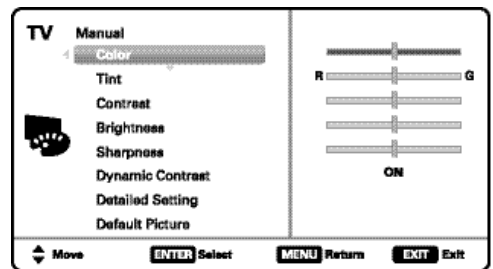 TV Manual
Color
Tint
R G
Contrast
Brightness
Sharpness
Dynamic Contrast
ON
Detailed Setting
Default Picture
Move ENTER Select MENU Return EXIT Exit